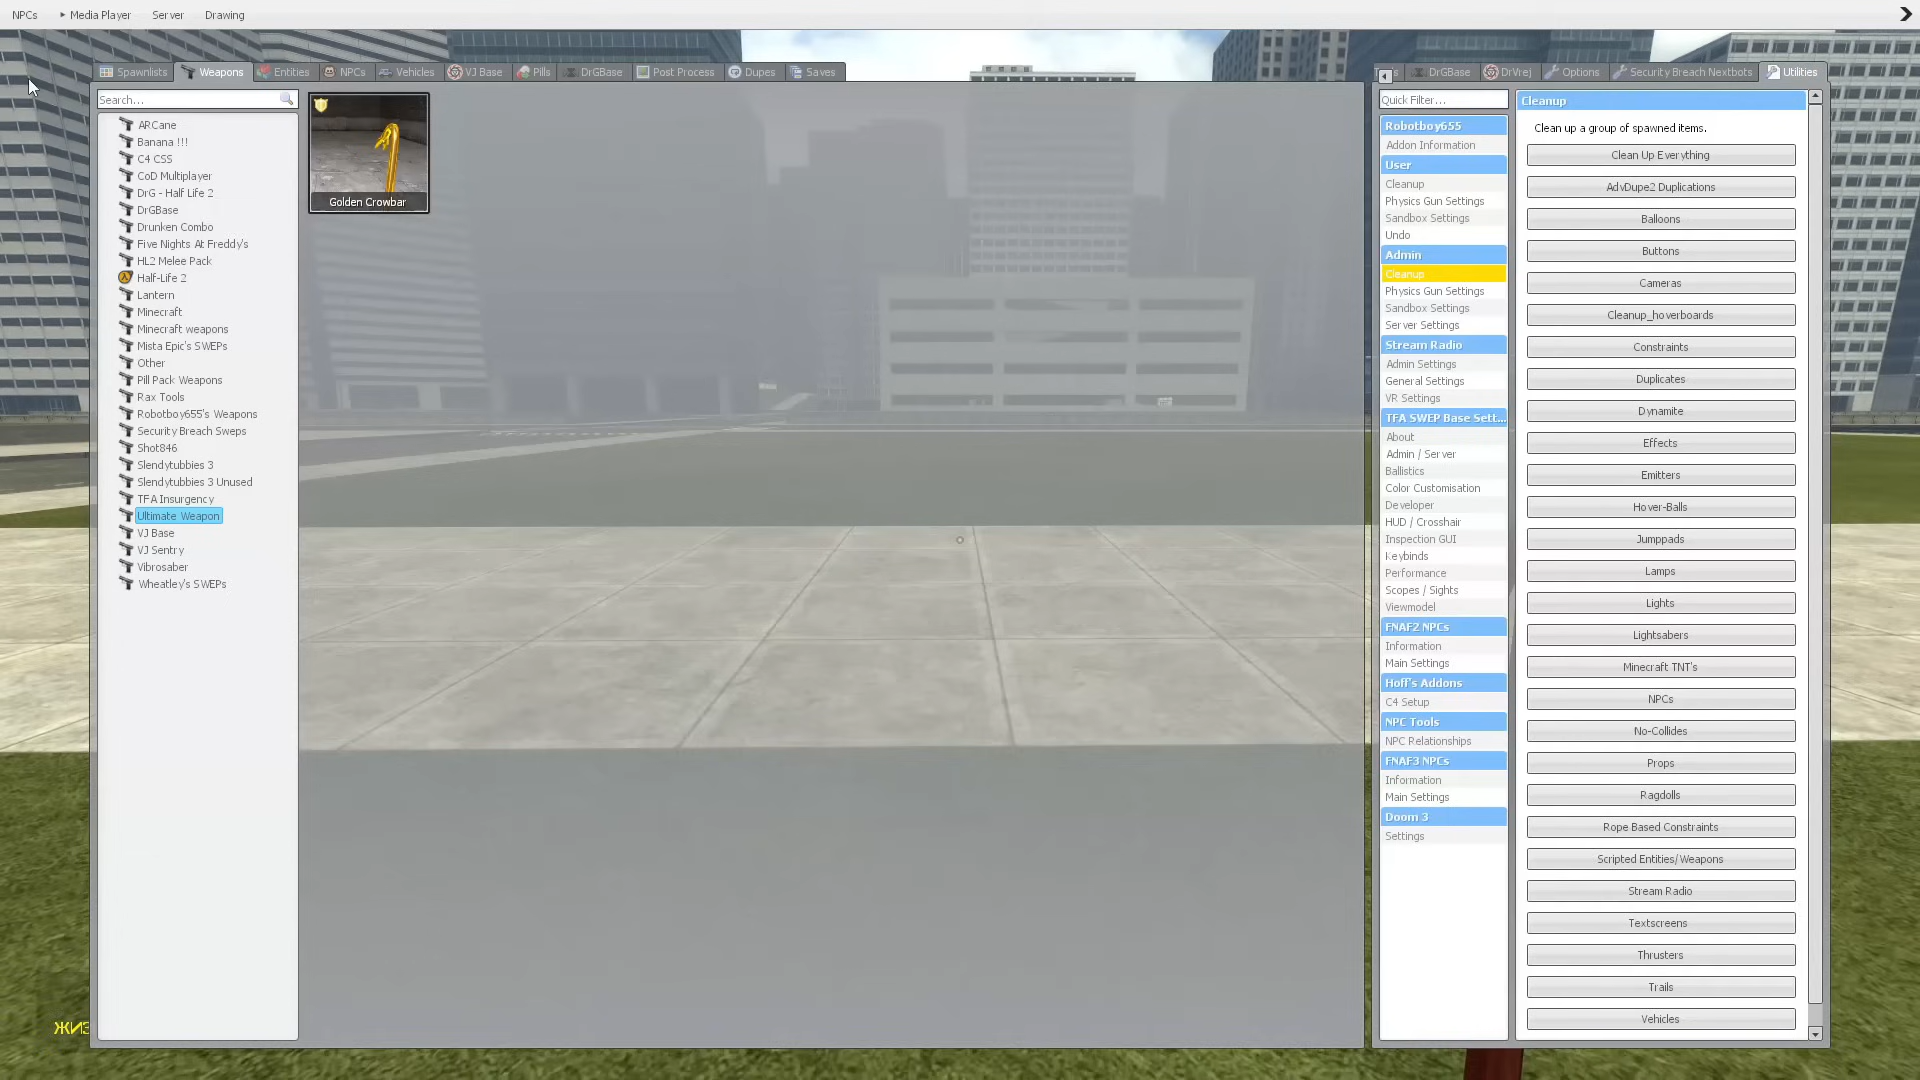 NPCs Media Player Server Drawing
Spawnlists Weapons Entities NPCs Vehicles VJ Base Pills DrGBase Post Process Dupes Saves
DrGBase DrVrej Options Security Breach Nextbots Utilities
Search...
ARCane
Banana !!!
C4 CSS
CoD Multiplayer
DrG - Half Life 2
DrGBase
Drunken Combo
Five Nights At Freddy's
HL2 Melee Pack
Half-Life 2
Lantern
Minecraft
Minecraft weapons
Mista Epic's SWEPs
Other
Pill Pack Weapons
Rax Tools
Robotboy655's Weapons
Security Breach Sweps
Shot846
Slendytubbies 3
Slendytubbies 3 Unused
TFA Insurgency
Ultimate Weapon
VJ Base
VJ Sentry
Vibrosaber
Wheatley's SWEPs
Golden Crowbar
Quick Filter...
Robotboy655
Addon Information
User
Cleanup
Physics Gun Settings
Sandbox Settings
Undo
Admin
Cleanup
Physics Gun Settings
Sandbox Settings
Server Settings
Stream Radio
Admin Settings
General Settings
VR Settings
TFA SWEP Base Sett...
About
Admin / Server
Ballistics
Color Customisation
Developer
HUD / Crosshair
Inspection GUI
Keybinds
Performance
Scopes / Sights
Viewmodel
FNAF2 NPCs
Information
Main Settings
Hoff's Addons
C4 Setup
NPC Tools
NPC Relationships
FNAF3 NPCs
Information
Main Settings
Doom 3
Settings
Cleanup
Clean up a group of spawned items.
Clean Up Everything
AdvDupe2 Duplications
Balloons
Buttons
Cameras
Cleanup_hoverboards
Constraints
Duplicates
Dynamite
Effects
Emitters
Hover-Balls
Jumppads
Lamps
Lights
Lightsabers
Minecraft TNT's
NPCs
No-Collides
Props
Ragdolls
Rope Based Constraints
Scripted Entities/Weapons
Stream Radio
Textscreens
Thrusters
Trails
Vehicles